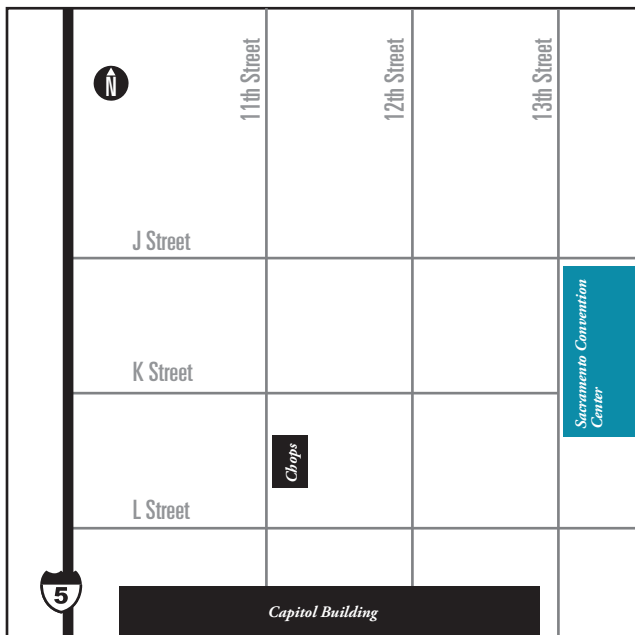 11th Street
12th Street
13th Street
N
J Street
Sacramento Convention
Center
K Street
Chops
L Street
5
Capitol Building